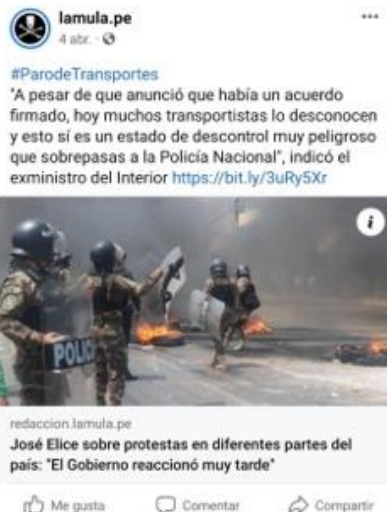 lamula.pe
4 abr.
#ParodeTransportes
"A pesar de que anunció que había un acuerdo
firmado, hoy muchos transportistas lo desconocen
y esto sí es un estado de descontrol muy peligroso
que sobrepasas a la Policía Nacional", indicó el
exministro del Interior https://bit.ly/3uRy5Xr
i
POLIC
redaccion.lamula.pe
José Elice sobre protestas en diferentes partes del
país: "El Gobierno reaccionó muy tarde"
Me gusta Comentar Compartir